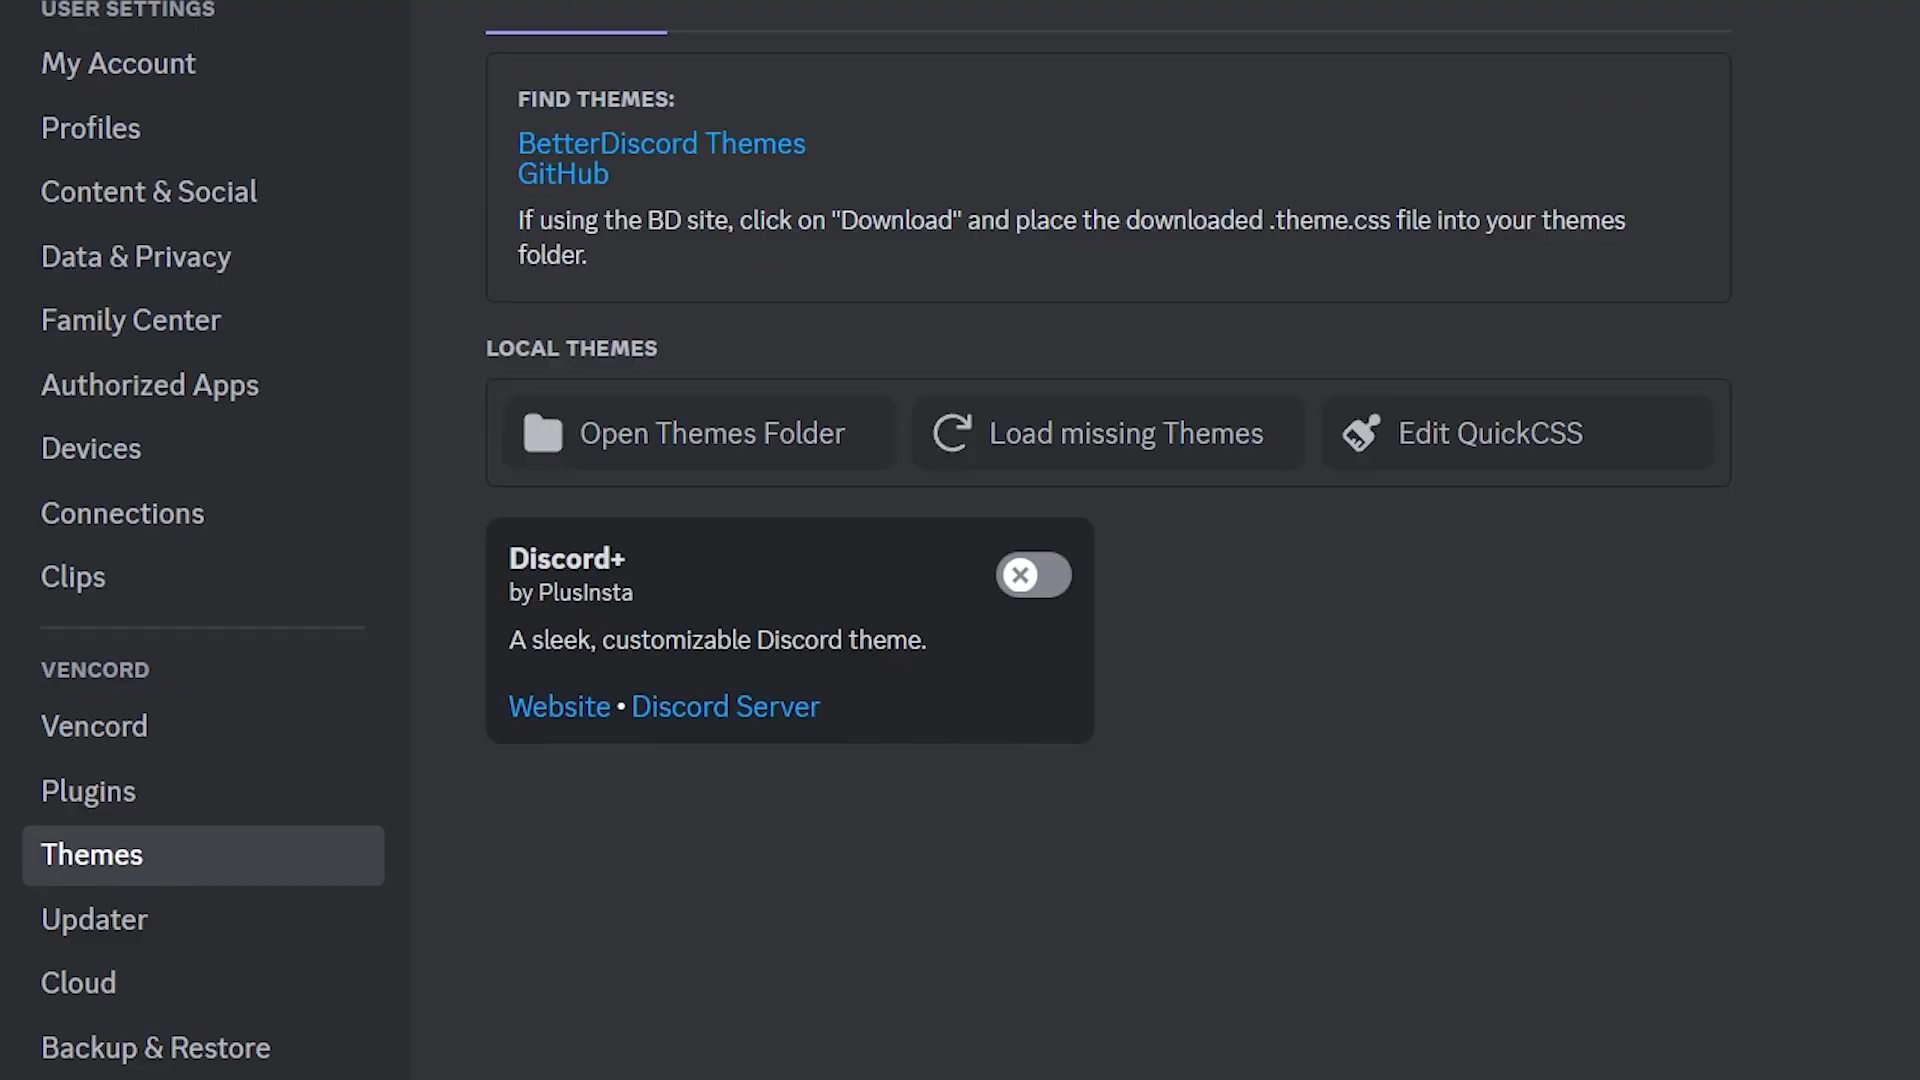 USER SETTINGS
My Account
Profiles
Content & Social
Data & Privacy
Family Center
Authorized Apps
Devices
Connections
Clips
VENCORD
Vencord
Plugins
Themes
Updater
Cloud
Backup & Restore
FIND THEMES:
BetterDiscord Themes
GitHub
If using the BD site, click on "Download" and place the downloaded .theme.css file into your themes
folder.
LOCAL THEMES
Open Themes Folder
Load missing Themes
Edit QuickCSS
Discord+
by PlusInsta
A sleek, customizable Discord theme.
Website • Discord Server